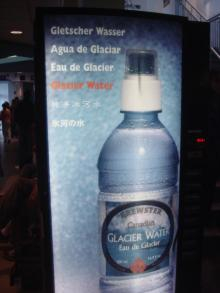 Gletscher Wasser
Agua de Glaciar
Eau de Glacier
Glacier Water
氷河の水
BREWSTER
Canadian
GLACIER WATER
Eau de Glacier